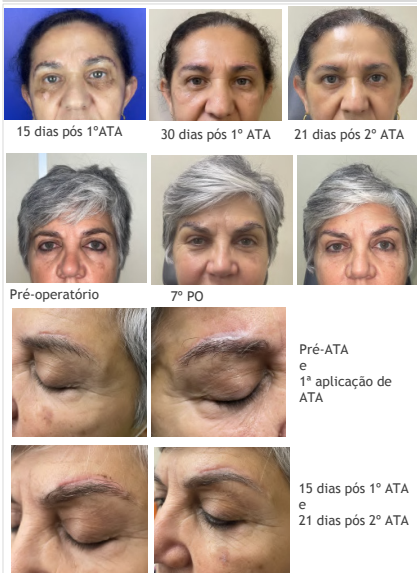 15 dias pós 1ºATA
30 dias pós 1º ATA
21 dias pós 2º ATA
Pré-operatório
7º PO
Pré-ATA
e
1ª aplicação de
ATA
15 dias pós 1º ATA
e
21 dias pós 2º ATA